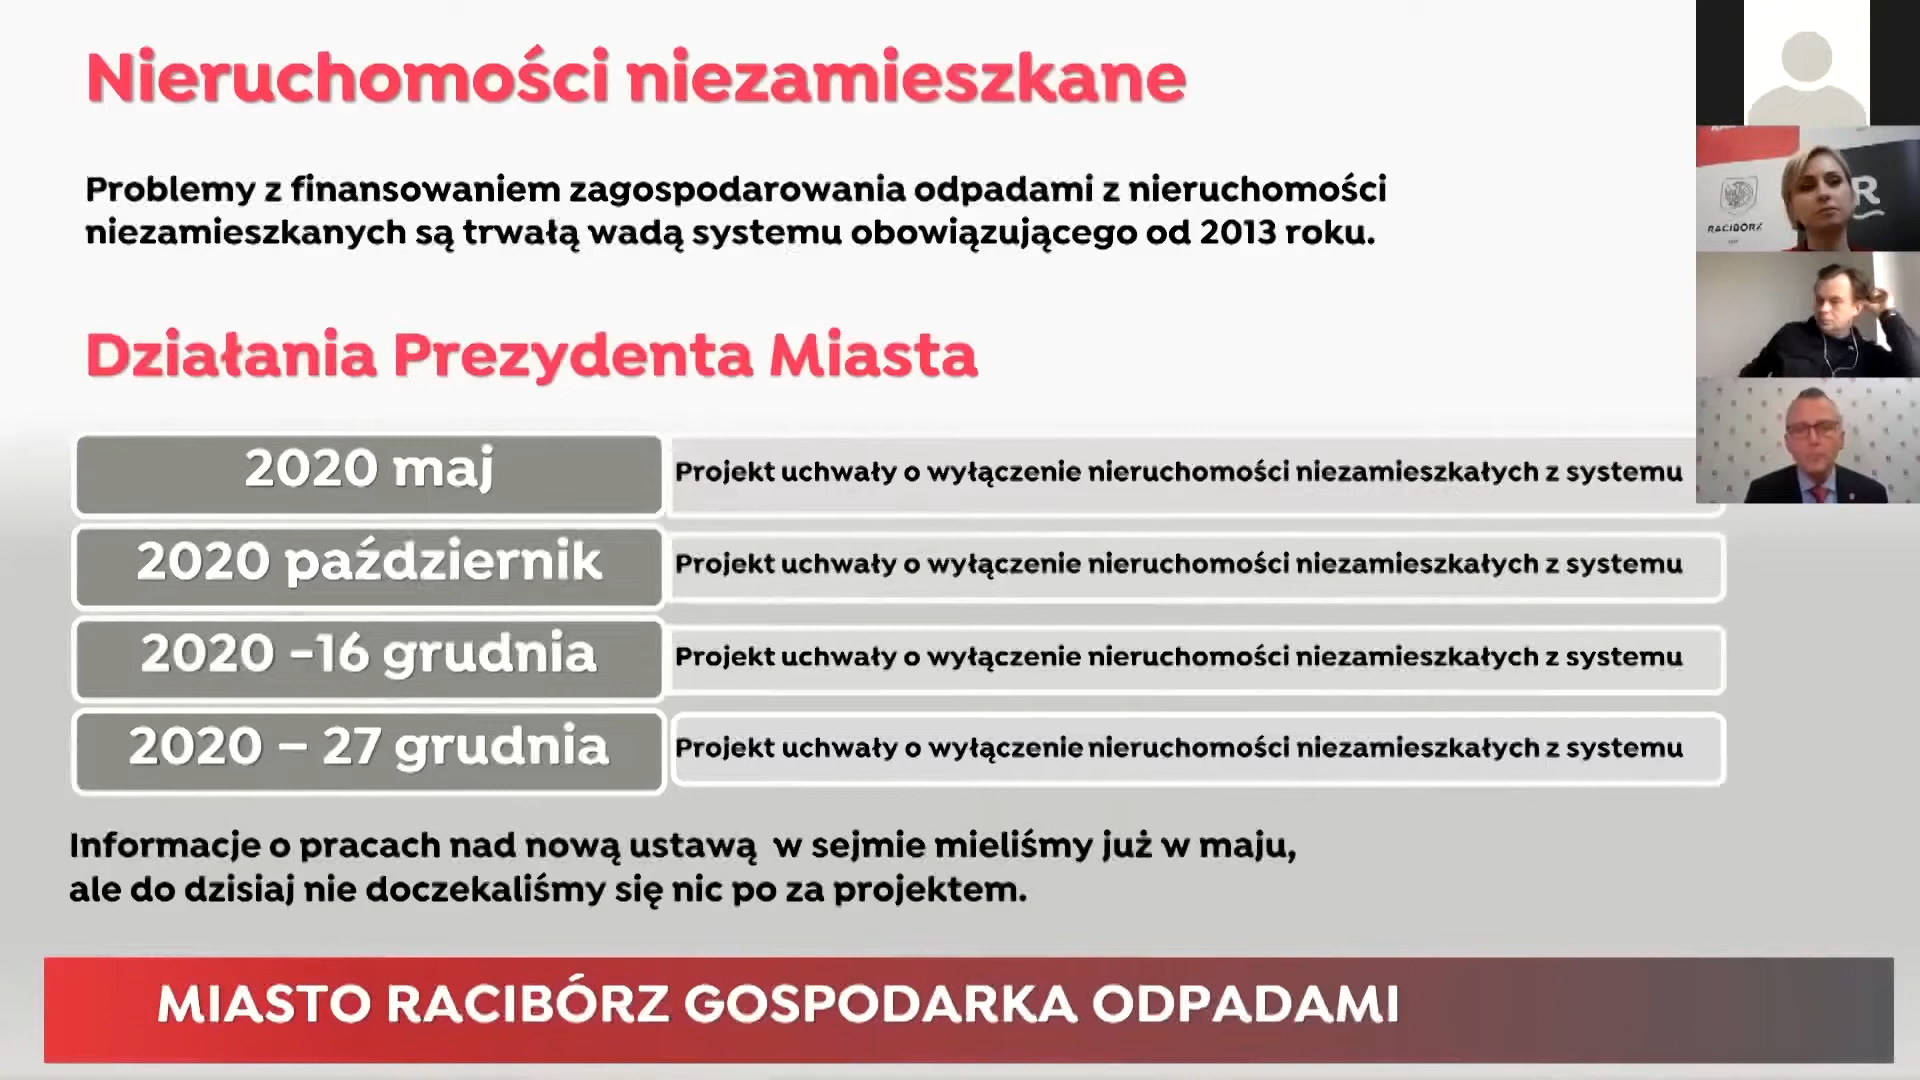 Nieruchomości niezamieszkane
Problemy z finansowaniem zagospodarowania odpadami z nieruchomości
niezamieszkanych są trwałą wadą systemu obowiązującego od 2013 roku.
Działania Prezydenta Miasta
2020 maj
Projekt uchwały o wyłączenie nieruchomości niezamieszkałych z systemu
2020 październik
Projekt uchwały o wyłączenie nieruchomości niezamieszkałych z systemu
2020 -16 grudnia
Projekt uchwały o wyłączenie nieruchomości niezamieszkałych z systemu
2020 – 27 grudnia
Projekt uchwały o wyłączenie nieruchomości niezamieszkałych z systemu
Informacje o pracach nad nową ustawą w sejmie mieliśmy już w maju,
ale do dzisiaj nie doczekaliśmy się nic po za projektem.
MIASTO RACIBÓRZ GOSPODARKA ODPADAMI
RACIBÓRZ
R